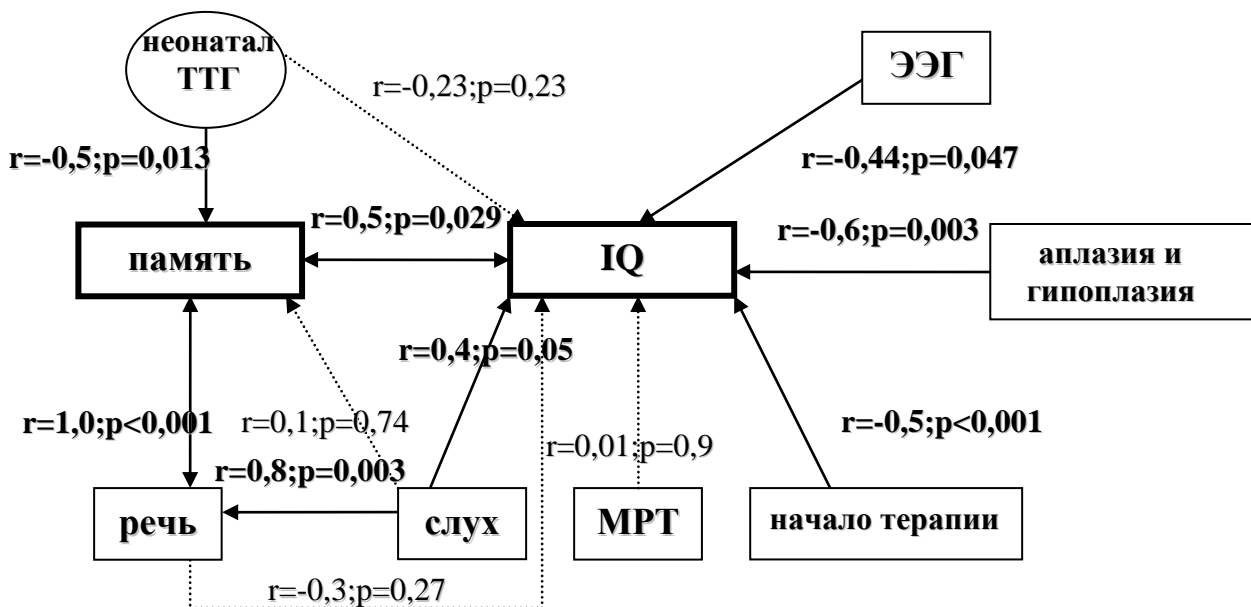 неонатал
ТТГ
ЭЭГ
r=-0,23;p=0,23
r=-0,5;p=0,013
r=-0,44;p=0,047
r=0,5;p=0,029
r=-0,6;p=0,003
память
IQ
аплазия и
гипоплазия
r=0,4;p=0,05
r=1,0;p<0,001
r=0,1;p=0,74
r=-0,5;p<0,001
r=0,01;p=0,9
r=0,8;p=0,003
речь
слух
МРТ
начало терапии
r=-0,3;p=0,27